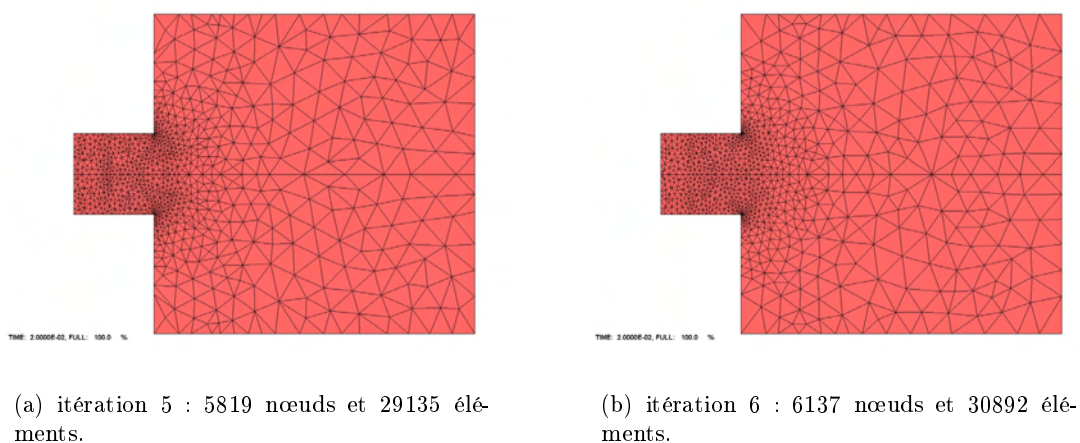 TIME: 2.0000E-02, FULL: 100.0 %
TIME: 2.0000E-02, FULL: 100.0 %
(a) itération 5 : 5819 nœuds et 29135 élé-
ments.
(b) itération 6 : 6137 nœuds et 30892 élé-
ments.